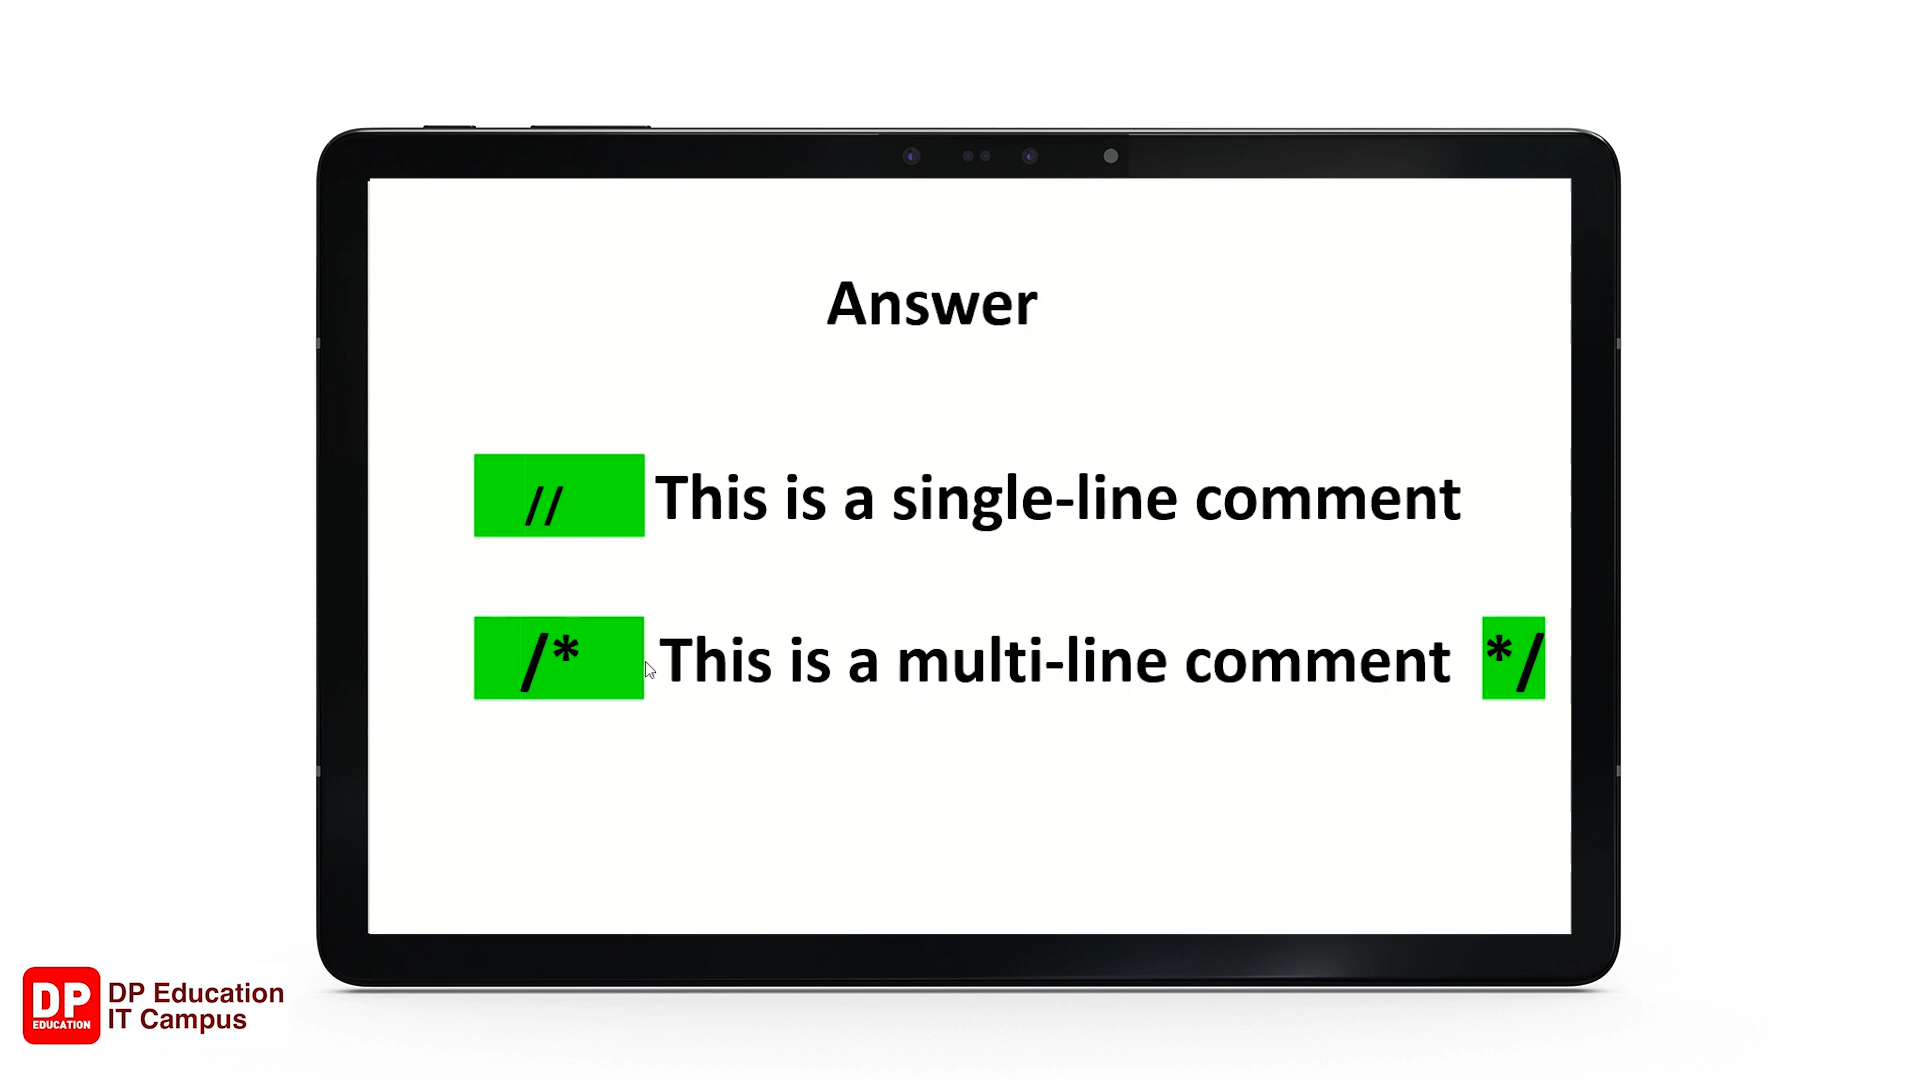 Answer
// This is a single-line comment
/* This is a multi-line comment */
DP
EDUCATION
DP Education
IT Campus